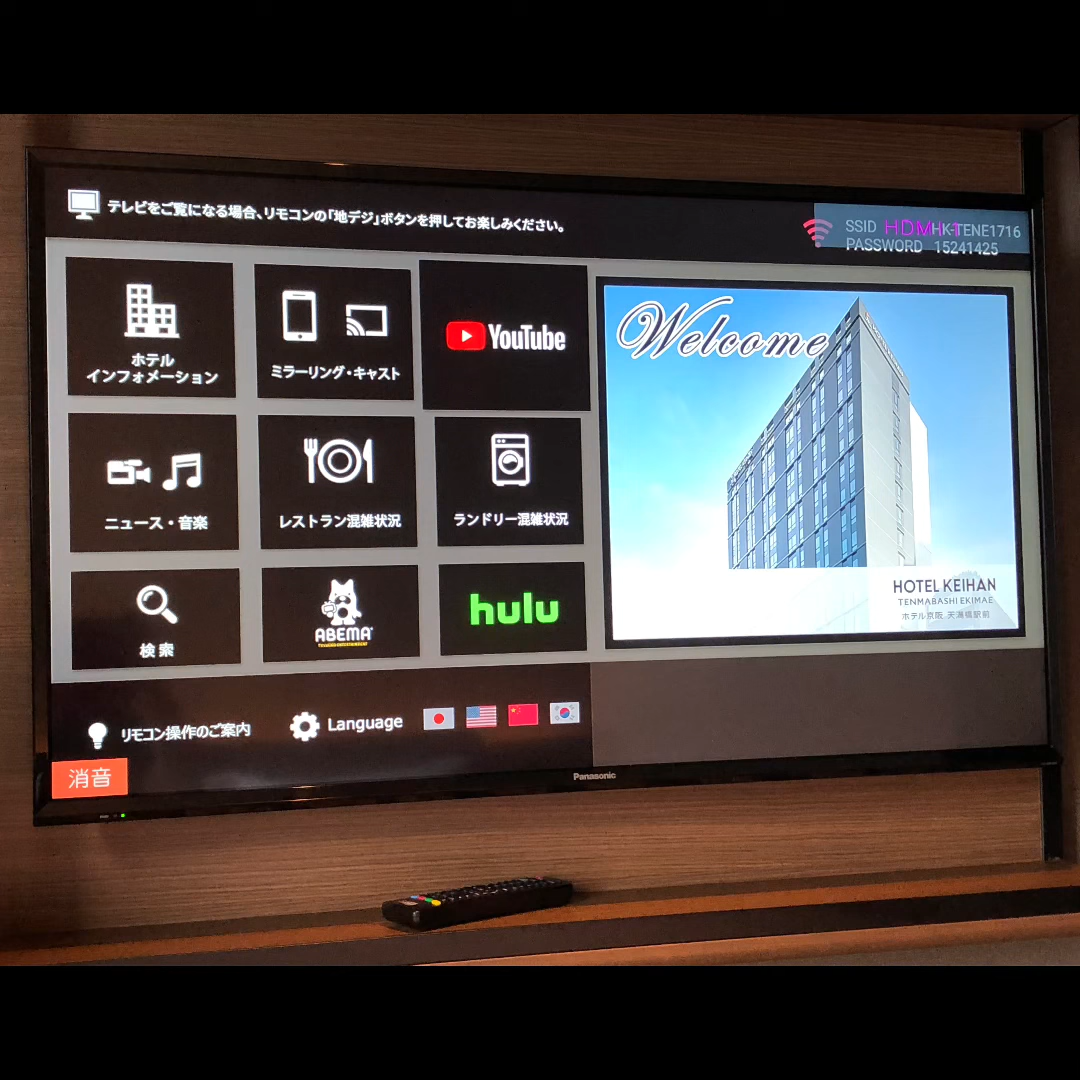 テレビをご覧になる場合、リモコンの「地デジ」ボタンを押してお楽しみください。
SSID HK-TENE1716
HDMI 1
PASSWORD 15241425
ホテル
インフォメーション
ミラーリング・キャスト
YouTube
Welcome
ニュース・音楽
レストラン混雑状況
ランドリー混雑状況
検索
ABEMA
hulu
HOTEL KEIHAN
TENMABASHI EKIMAE
ホテル京阪 天満橋駅前
リモコン操作のご案内
Language
消音
Panasonic